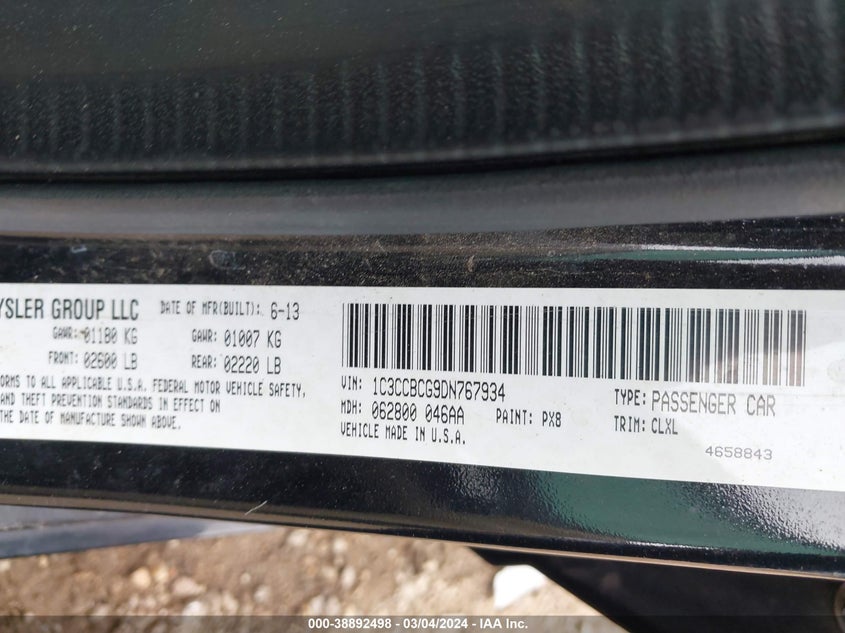 YSLER GROUP LLC DATE OF MFR(BUILT): 6-13
GAWR: 01180 KG GAWR: 01007 KG
FRONT: 02600 LB REAR: 02220 LB
ORMS TO ALL APPLICABLE U.S.A. FEDERAL MOTOR VEHICLE SAFETY,
AND THEFT PREVENTION STANDARDS IN EFFECT ON
THE DATE OF MANUFACTURE SHOWN ABOVE.
VIN: 1C3CCBCG9DN767934 TYPE: PASSENGER CAR
MDH: 062800 046AA PAINT: PX8 TRIM: CLXL
VEHICLE MADE IN U.S.A.
4658843
000-38892498 - 03/04/2024 - IAA Inc.